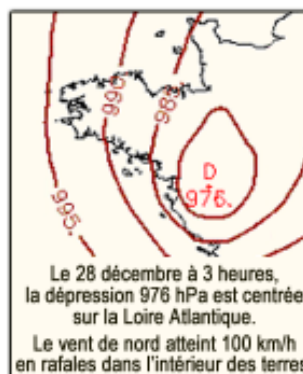 990.
985.
D
976.
995.
Le 28 décembre à 3 heures,
la dépression 976 hPa est centrée
sur la Loire Atlantique.
Le vent de nord atteint 100 km/h
en rafales dans l'intérieur des terres